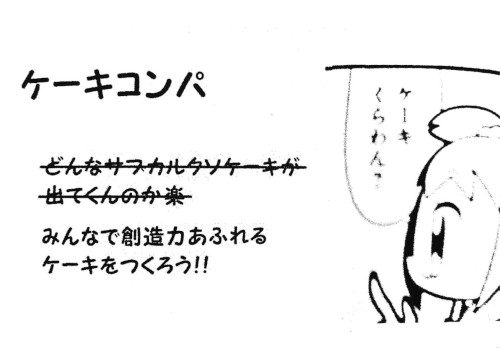 ケーキコンパ
どんなサブカルクソケーキが
出てくんのか楽
みんなで創造力あふれる
ケーキをつくろう!!
ケーキ
くらわん?